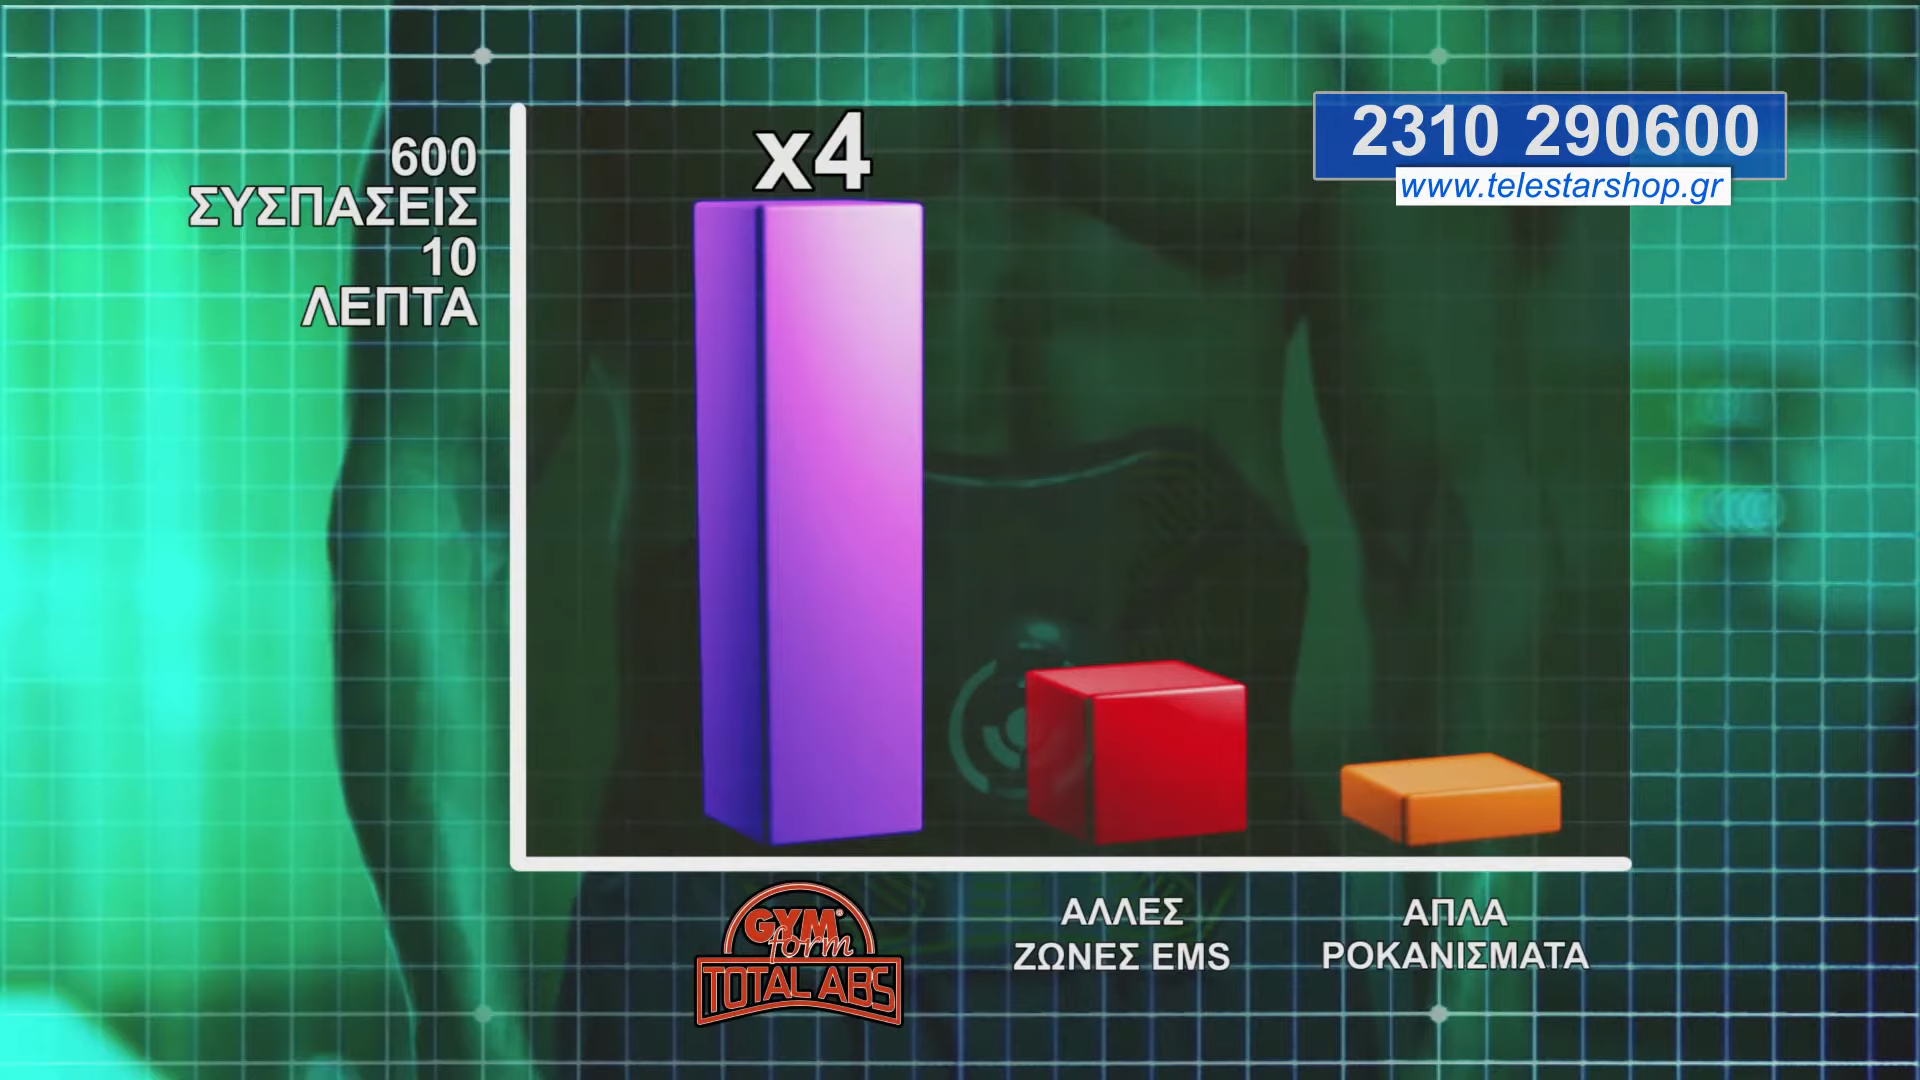 2310 290600
www.telestarshop.gr
x4
600
ΣΥΣΠΑΣΕΙΣ
10
ΛΕΠΤΑ
GYM®
form
TOTAL ABS
ΑΛΛΕΣ
ΖΩΝΕΣ EMS
ΑΠΛΑ
ΡΟΚΑΝΙΣΜΑΤΑ